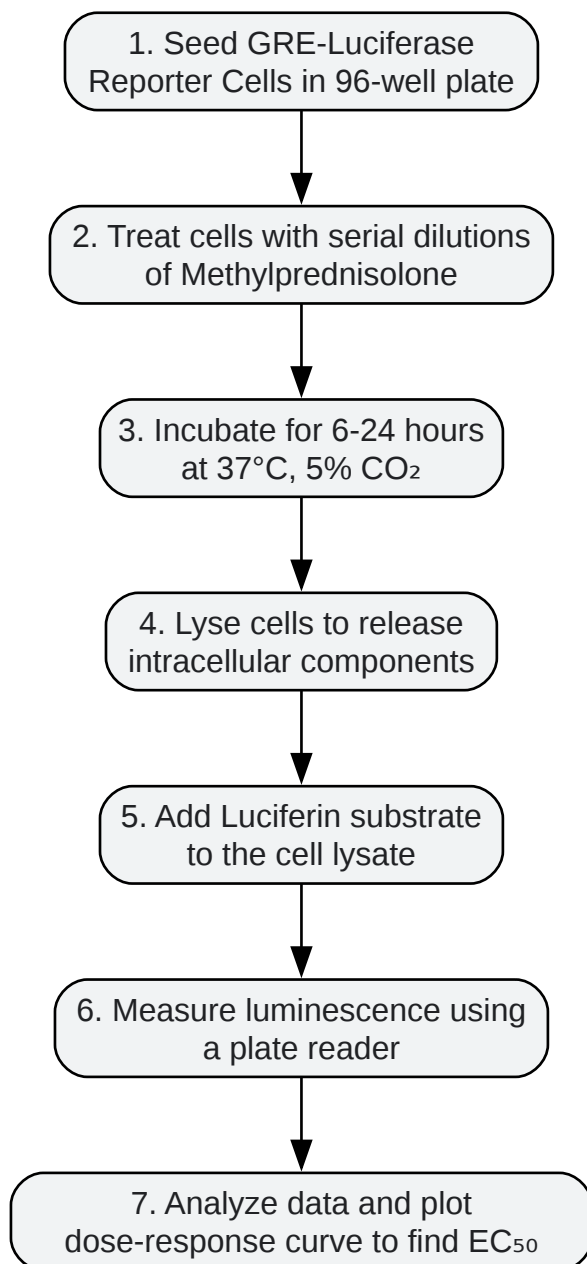 1. Seed GRE-Luciferase
Reporter Cells in 96-well plate
2. Treat cells with serial dilutions
of Methylprednisolone
3. Incubate for 6-24 hours
at 37°C, 5% CO₂
4. Lyse cells to release
intracellular components
5. Add Luciferin substrate
to the cell lysate
6. Measure luminescence using
a plate reader
7. Analyze data and plot
dose-response curve to find EC₅₀